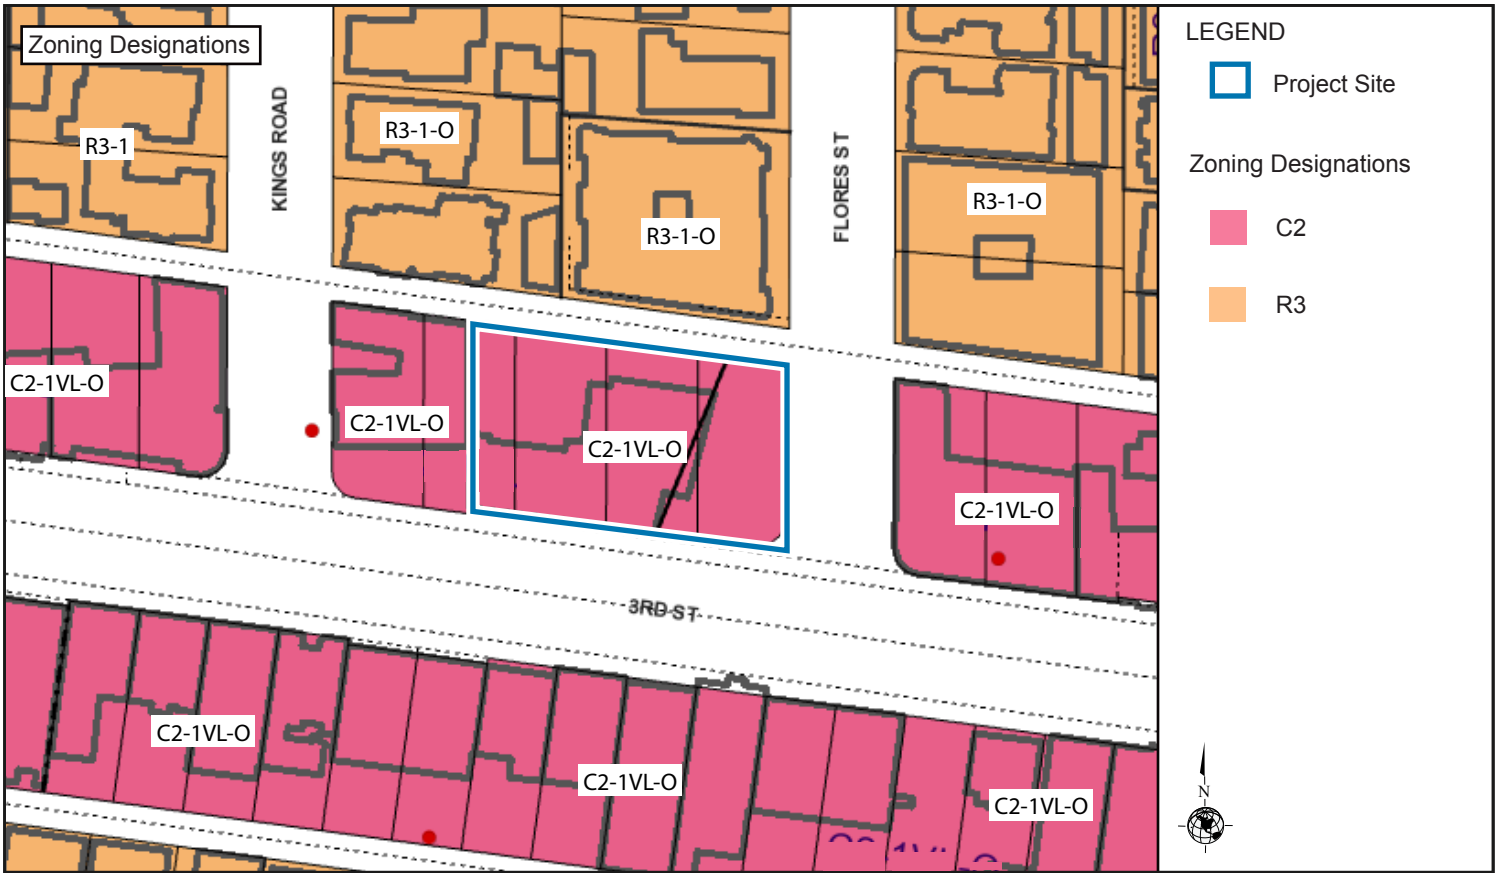 Zoning Designations
KINGS ROAD
FLORES ST
R3-1
R3-1-O
R3-1-O
R3-1-O
C2-1VL-O
C2-1VL-O
C2-1VL-O
C2-1VL-O
3RD ST
C2-1VL-O
C2-1VL-O
C2-1VL-O
LEGEND
Project Site
Zoning Designations
C2
R3
N